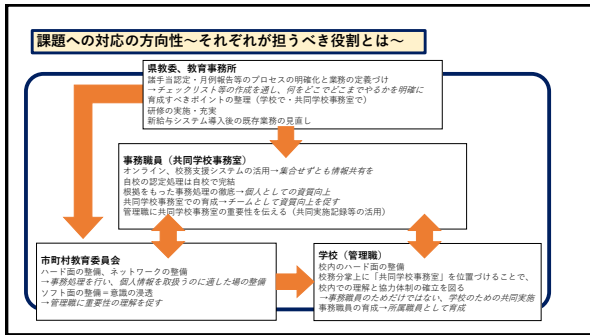 課題への対応の方向性~それぞれが担うべき役割とは~
県教委、教育事務所
諸手当認定・月例報告等のプロセスの明確化と業務の定義づけ
→チェックリスト等の作成を通し、何をどこでどこまでやるかを明確に
育成すべきポイントの整理(学校で・共同学校事務室で)
研修の実施・充実
新給与システム導入後の既存業務の見直し
事務職員(共同学校事務室)
オンライン、校務支援システムの活用→集合せずとも情報共有を
自校の認定処理は自校で完結
根拠をもった事務処理の徹底→個人としての資質向上
共同学校事務室での育成→チームとして資質向上を促す
管理職に共同学校事務室の重要性を伝える(共同実施記録等の活用)
市町村教育委員会
ハード面の整備、ネットワークの整備
→事務処理を行い、個人情報を取扱うのに適した場の整備
ソフト面の整備=意識の浸透
→管理職に重要性の理解を促す
学校(管理職)
校内のハード面の整備
校務分掌上に「共同学校事務室」を位置づけることで、
校内での理解と協力体制の確立を図る
→事務職員のためだけではない、学校のための共同実施
事務職員の育成→所属職員として育成